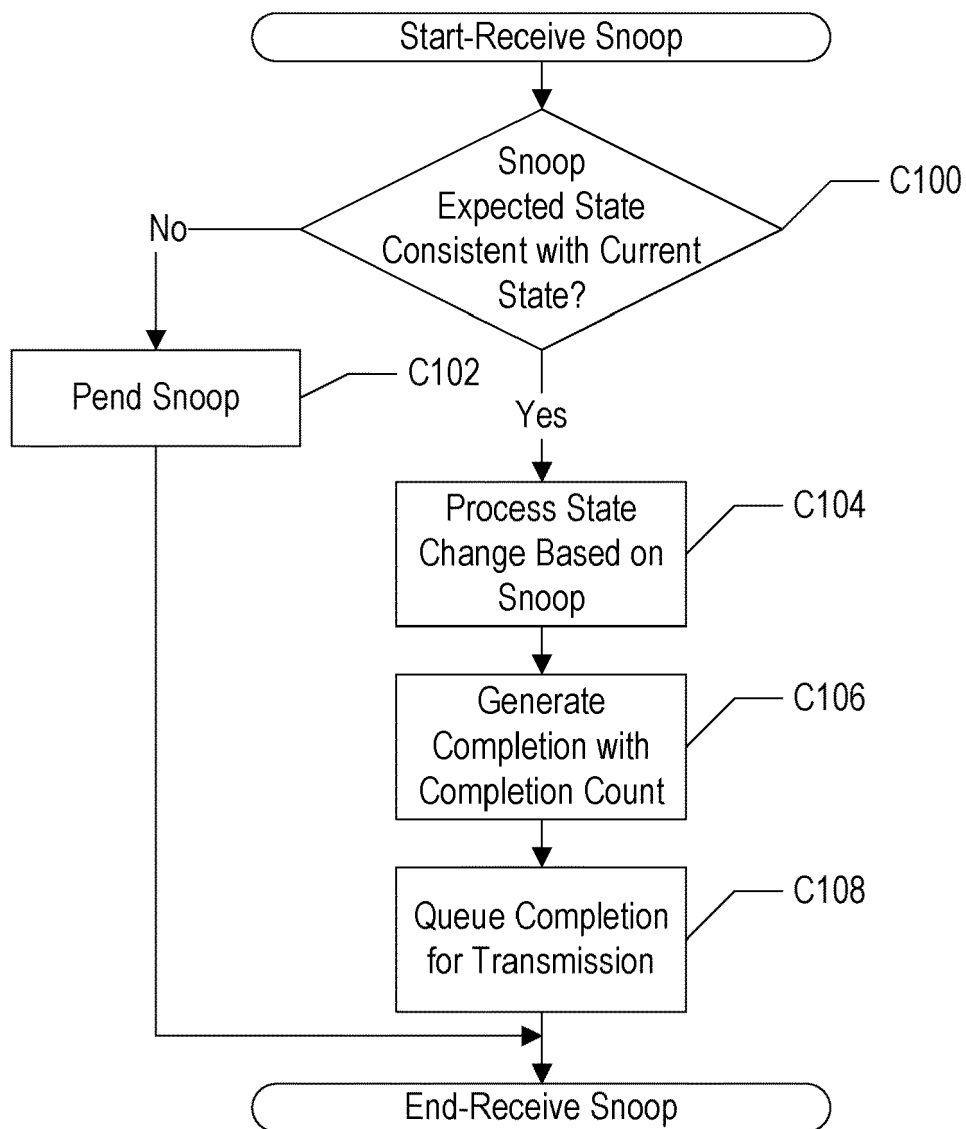 Start-Receive Snoop
Snoop
Expected State
Consistent with Current
State?
C100
No
Pend Snoop
C102
Yes
Process State
Change Based on
Snoop
C104
Generate
Completion with
Completion Count
C106
Queue Completion
for Transmission
C108
End-Receive Snoop